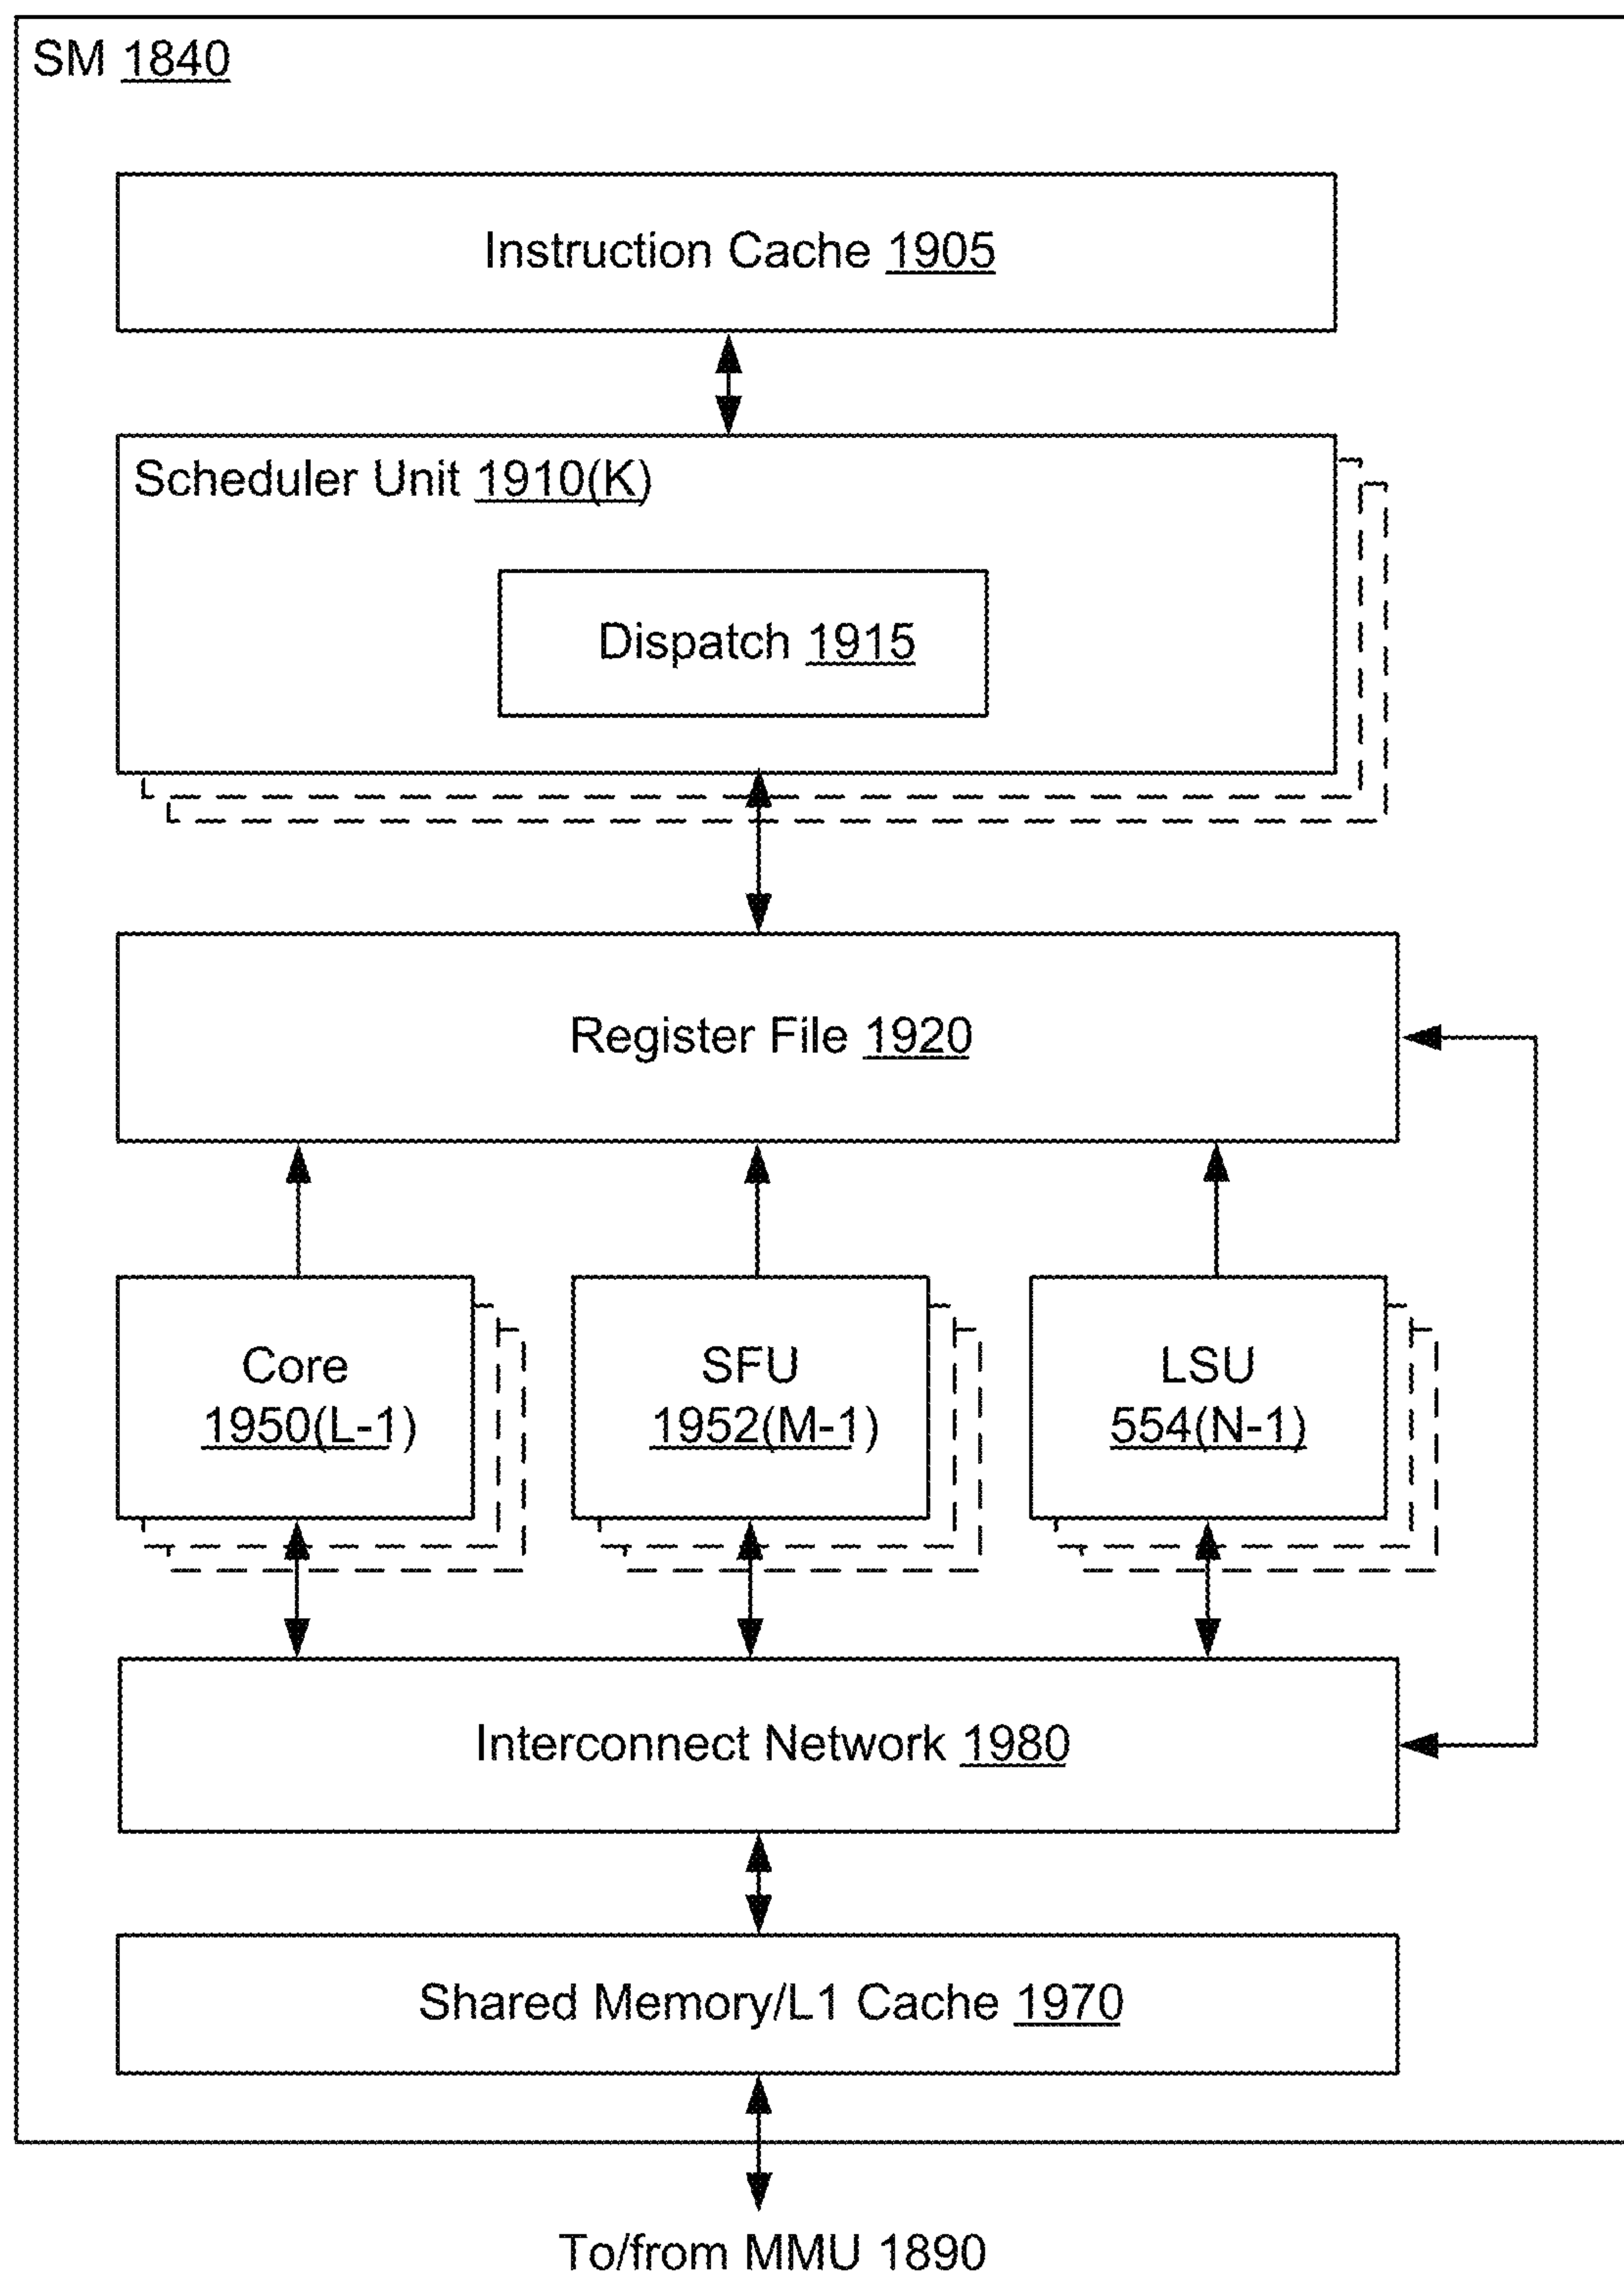 SM 1840
Instruction Cache 1905
Scheduler Unit 1910(K)
Dispatch 1915
Register File 1920
Core
1950(L-1)
SFU
1952(M-1)
LSU
554(N-1)
Interconnect Network 1980
Shared Memory/L1 Cache 1970
To/from MMU 1890